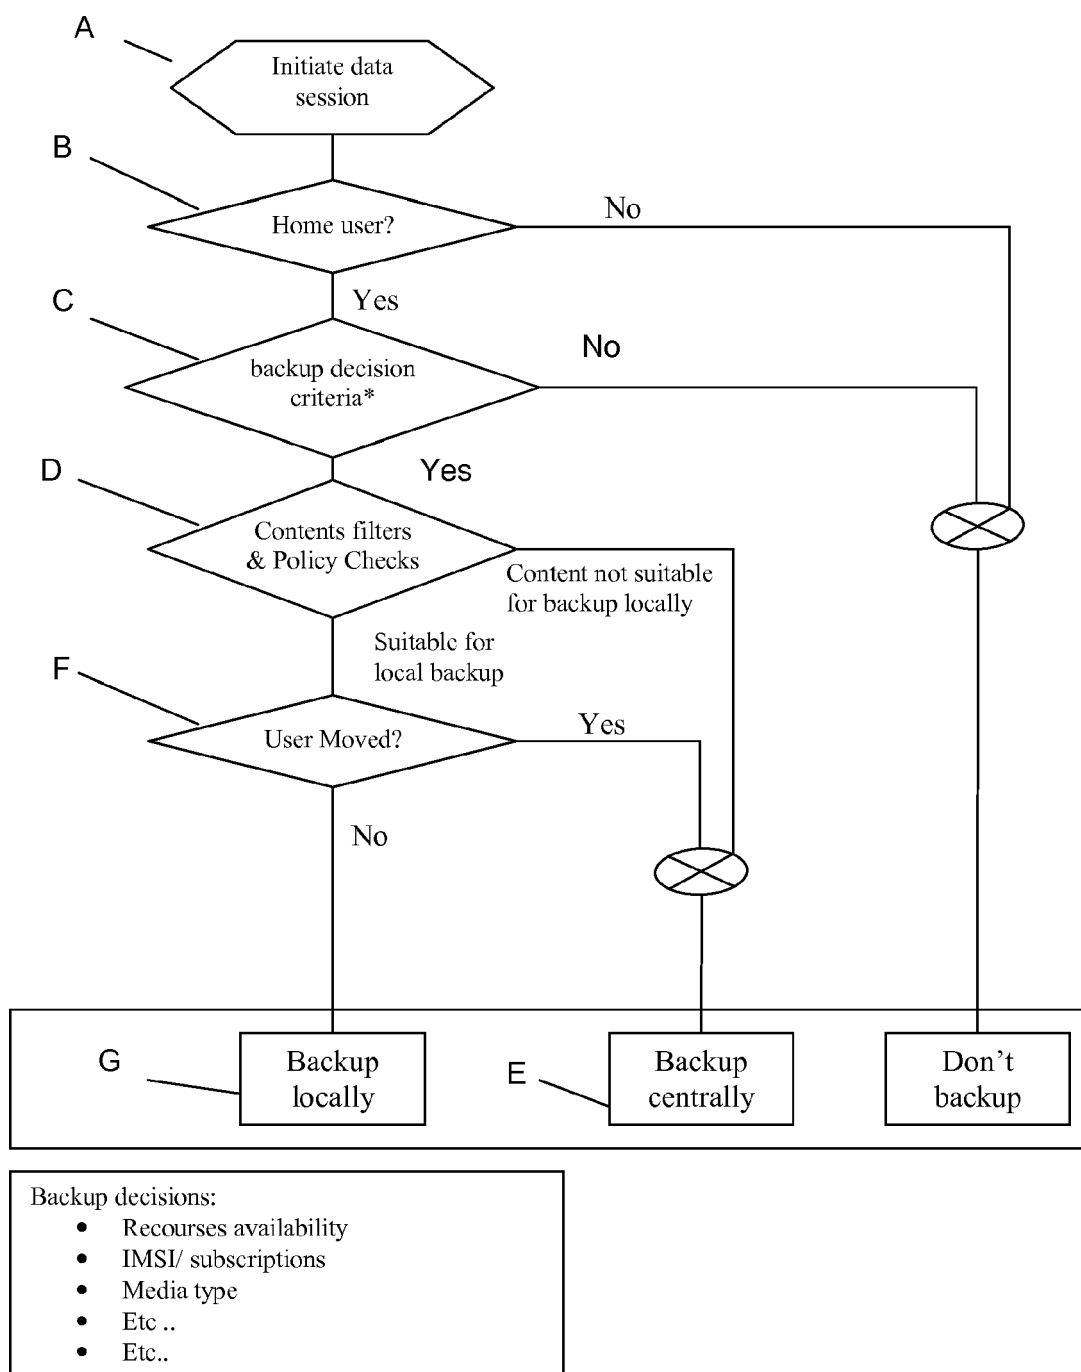 A
Initiate data
session
B
Home user?
No
Yes
C
backup decision
criteria*
No
Yes
D
Contents filters
& Policy Checks
Content not suitable
for backup locally
Suitable for
local backup
F
User Moved?
Yes
No
G
Backup
locally
E
Backup
centrally
Don't
backup
Backup decisions:
• Recourses availability
• IMSI/ subscriptions
• Media type
• Etc ..
• Etc..